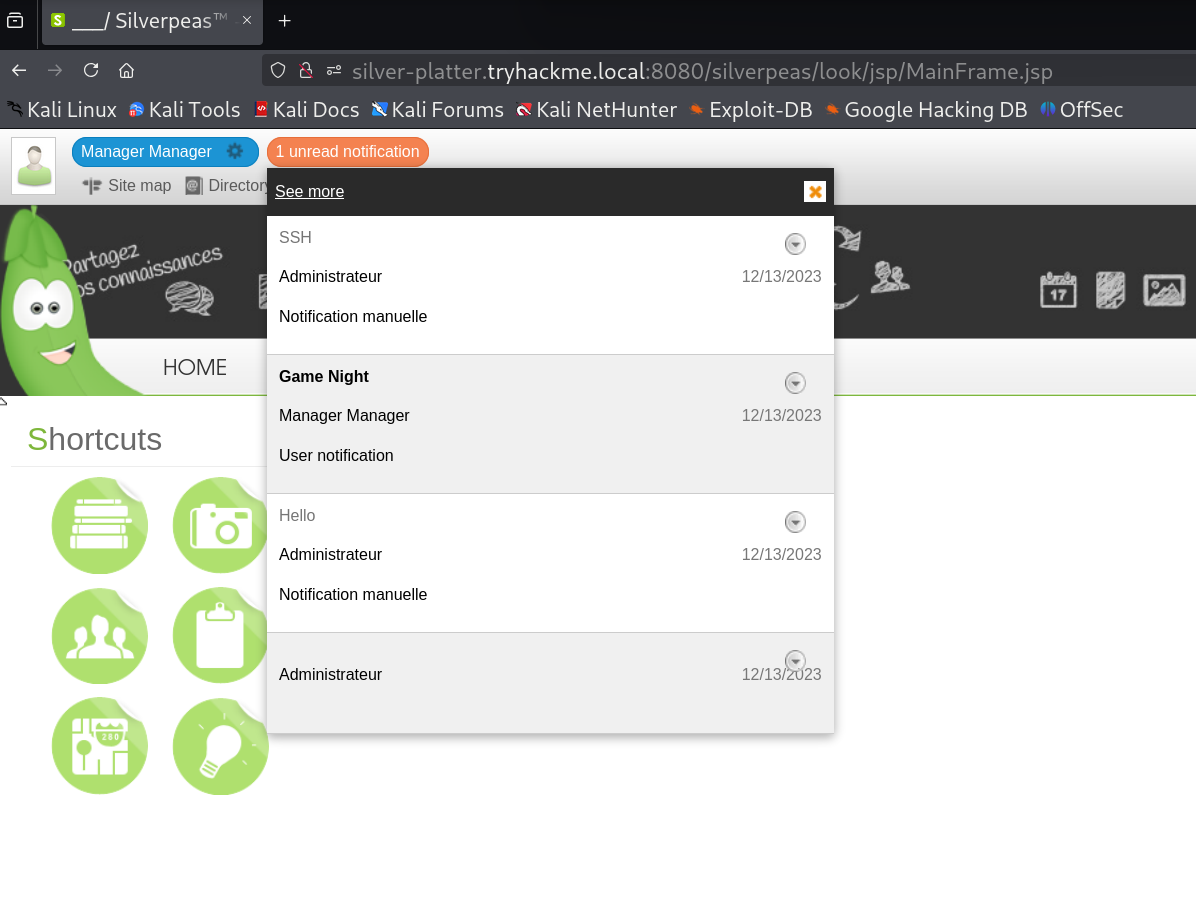 S ___/ Silverpeas™
silver-platter.tryhackme.local:8080/silverpeas/look/jsp/MainFrame.jsp
Kali Linux Kali Tools Kali Docs Kali Forums Kali NetHunter Exploit-DB Google Hacking DB OffSec
Manager Manager 1 unread notification
Site map Directory
See more
Partagez
vos connaissances
17
HOME
SSH
Administrateur 12/13/2023
Notification manuelle
Game Night
Manager Manager 12/13/2023
User notification
Hello
Administrateur 12/13/2023
Notification manuelle
Administrateur 12/13/2023
Shortcuts
280